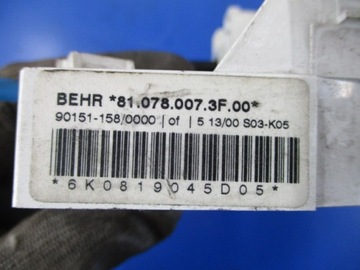 BEHR *81.078.007.3F.00*
90151-158/0000 | of | 5 13/00 S03-K05
*6K0819045D05*